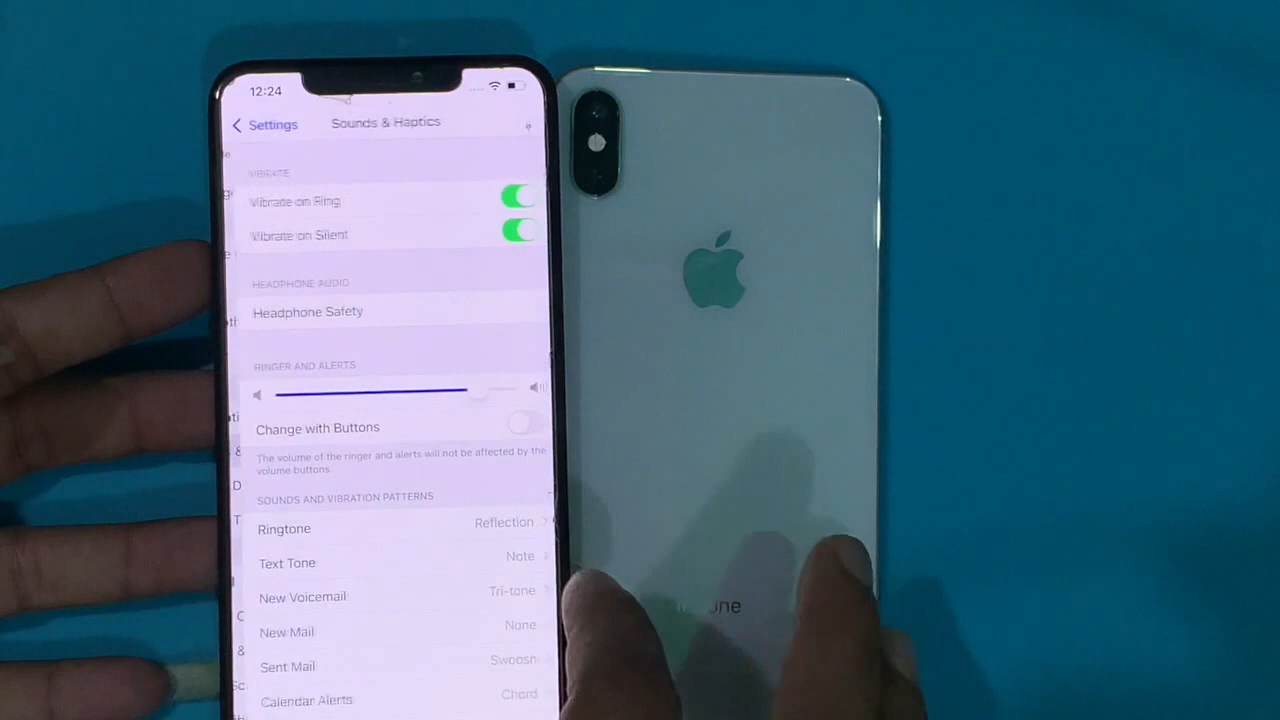 12:24
Settings
Sounds & Haptics
VIBRATE
Vibrate on Ring
Vibrate on Silent
HEADPHONE AUDIO
Headphone Safety
RINGER AND ALERTS
Change with Buttons
The volume of the ringer and alerts will not be affected by the
volume buttons.
SOUNDS AND VIBRATION PATTERNS
Ringtone Reflection
Text Tone Note
New Voicemail Tri-tone
New Mail None
Sent Mail Swoosh
Calendar Alerts Chord